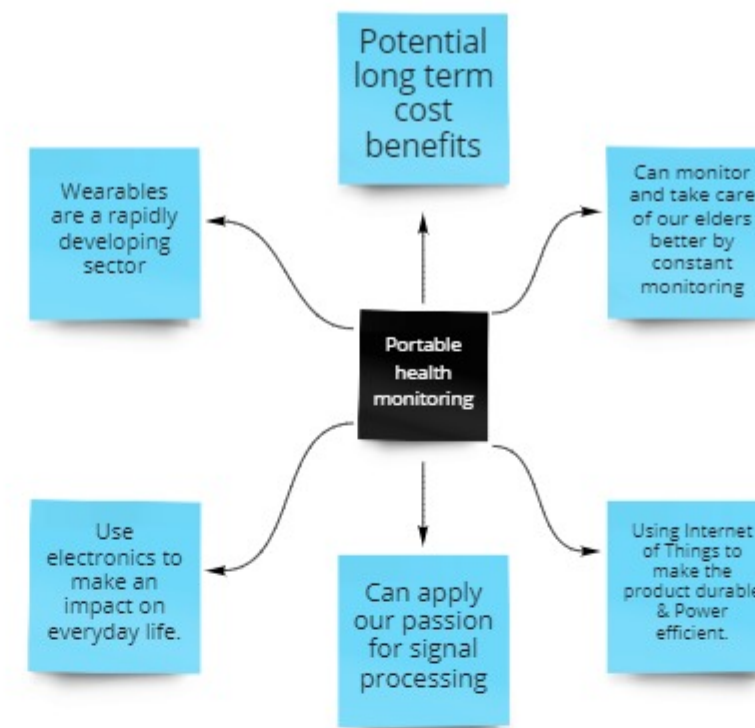 Potential
long term
cost
benefits
Wearables
are a rapidly
developing
sector
Can monitor
and take care
of our elders
better by
constant
monitoring
Portable
health
monitoring
Use
electronics to
make an
impact on
everyday life.
Can apply
our passion
for signal
processing
Using Internet
of Things to
make the
product durable
& Power
efficient.